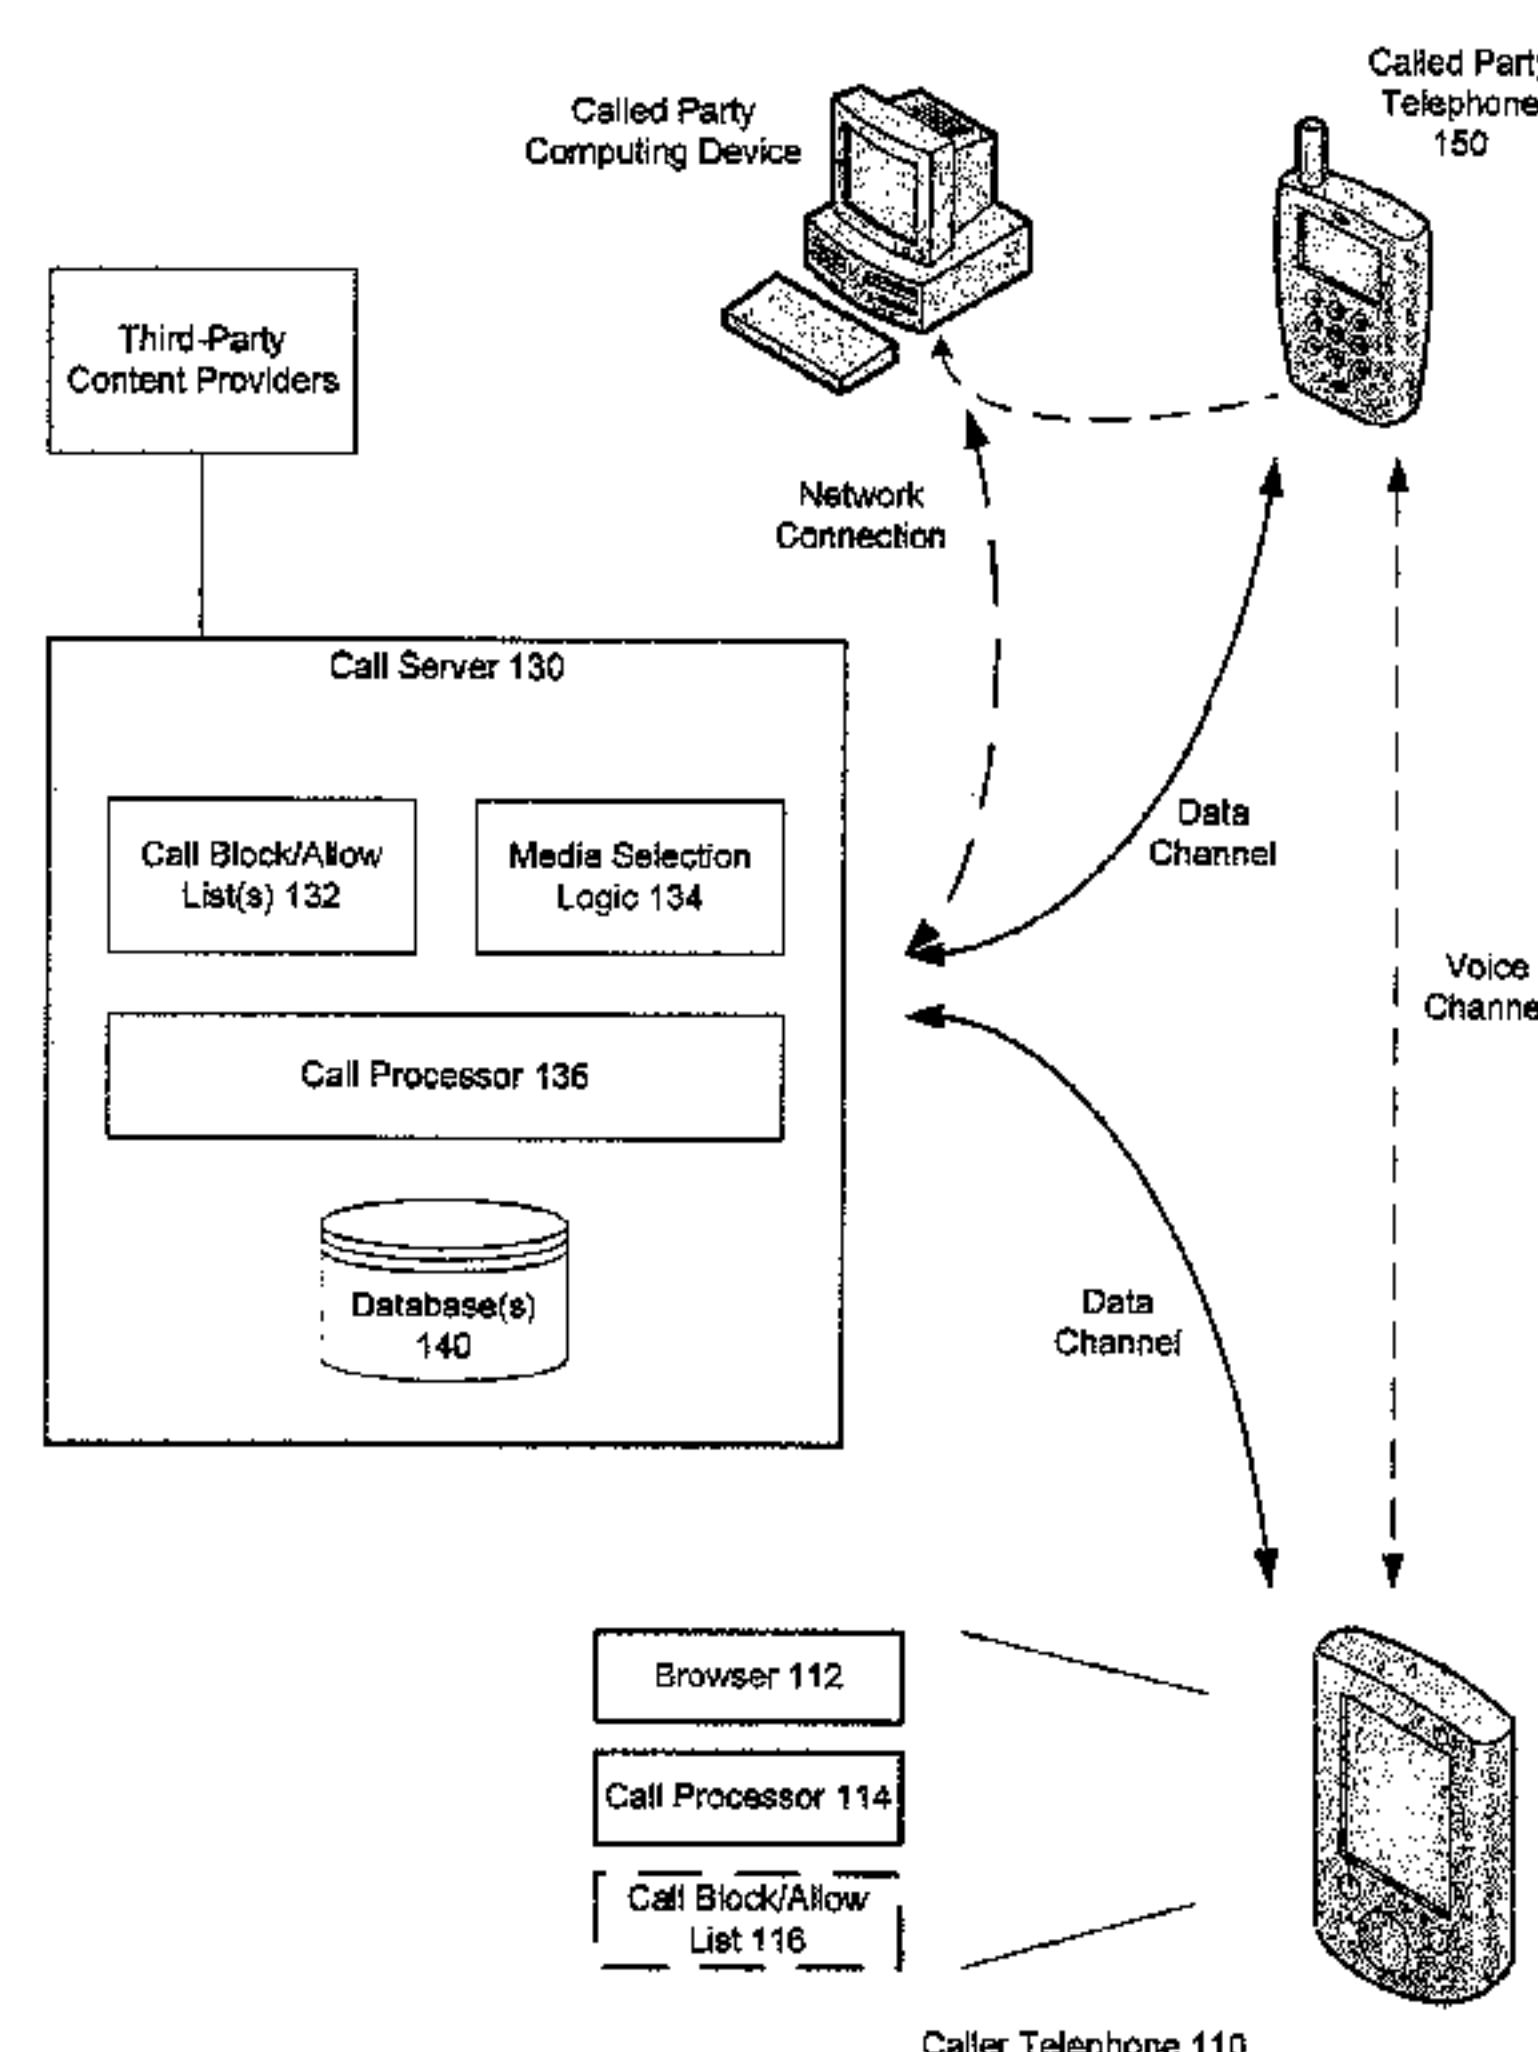 Called Party
Computing Device
Called Part
Telephone
150
Third-Party
Content Providers
Network
Connection
Call Server 130
Call Block/Allow
List(s) 132
Media Selection
Logic 134
Data
Channel
Voice
Channe
Call Processor 136
Database(s)
140
Data
Channel
Browser 112
Call Processor 114
Call Block/Allow
List 116
Caller Telephone 110